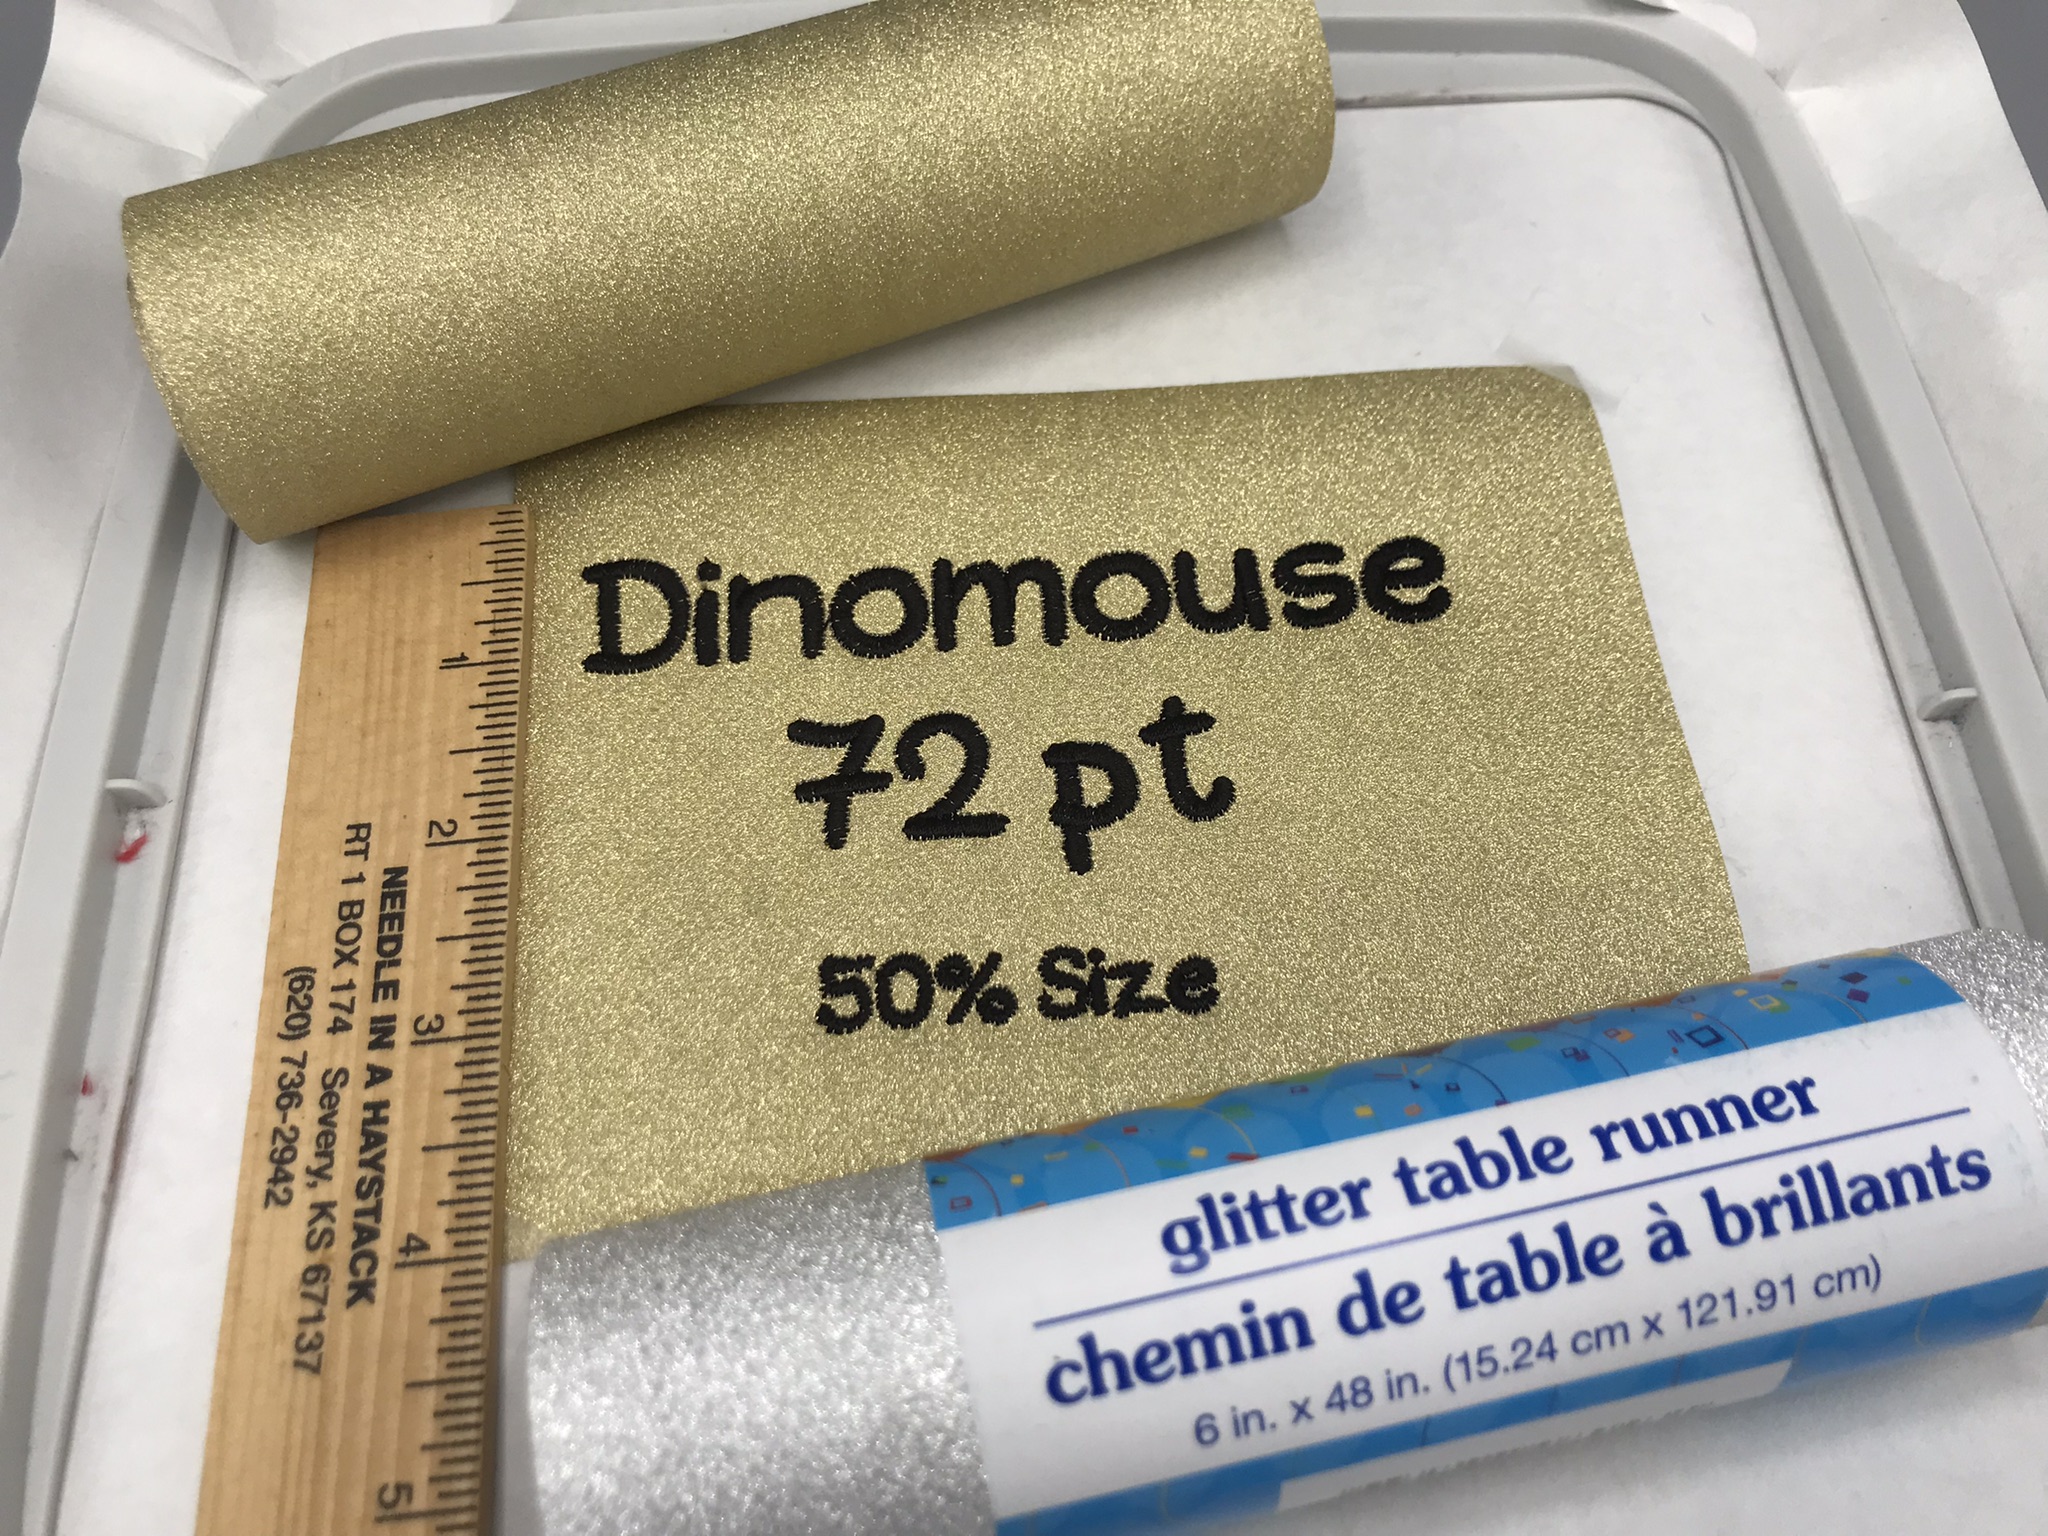 Dinomouse
72 pt
50% Size
1
2
3
4
5
NEEDLE IN A HAYSTACK
RT 1 BOX 174 Severy, KS 67137
(620) 736-2942
glitter table runner
chemin de table à brillants
6 in. x 48 in. (15.24 cm x 121.91 cm)